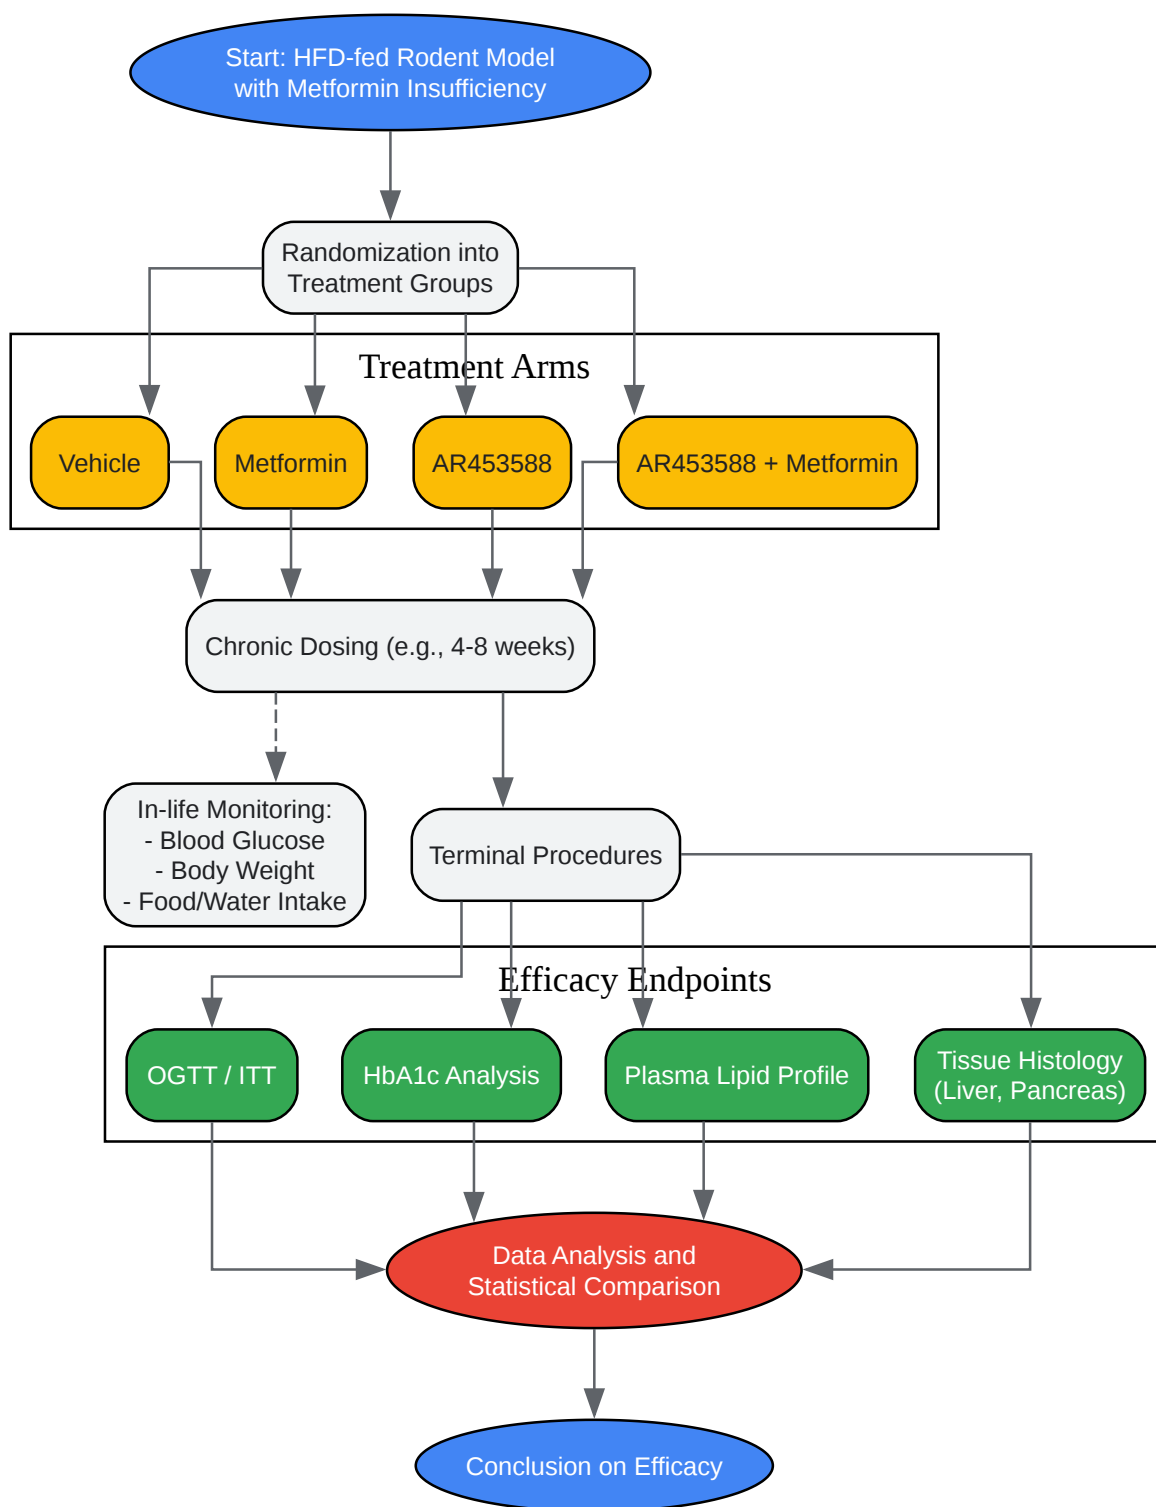 Start: HFD-fed Rodent Model
with Metformin Insufficiency
Randomization into
Treatment Groups
Treatment Arms
Vehicle
Metformin
AR453588
AR453588 + Metformin
Chronic Dosing (e.g., 4-8 weeks)
In-life Monitoring:
- Blood Glucose
- Body Weight
- Food/Water Intake
Terminal Procedures
Efficacy Endpoints
OGTT / ITT
HbA1c Analysis
Plasma Lipid Profile
Tissue Histology
(Liver, Pancreas)
Data Analysis and
Statistical Comparison
Conclusion on Efficacy